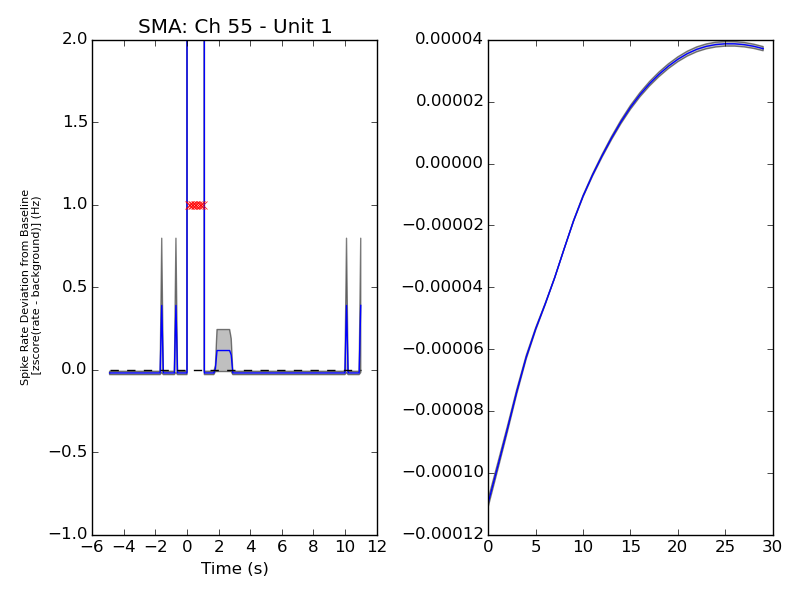 SMA: Ch 55 - Unit 1
Spike Rate Deviation from Baseline
[zscore(rate - background)] (Hz)
2.0
1.5
1.0
0.5
0.0
−0.5
−1.0
−6 −4 −2 0 2 4 6 8 10 12
Time (s)
0.00004
0.00002
0.00000
−0.00002
−0.00004
−0.00006
−0.00008
−0.00010
−0.00012
0 5 10 15 20 25 30